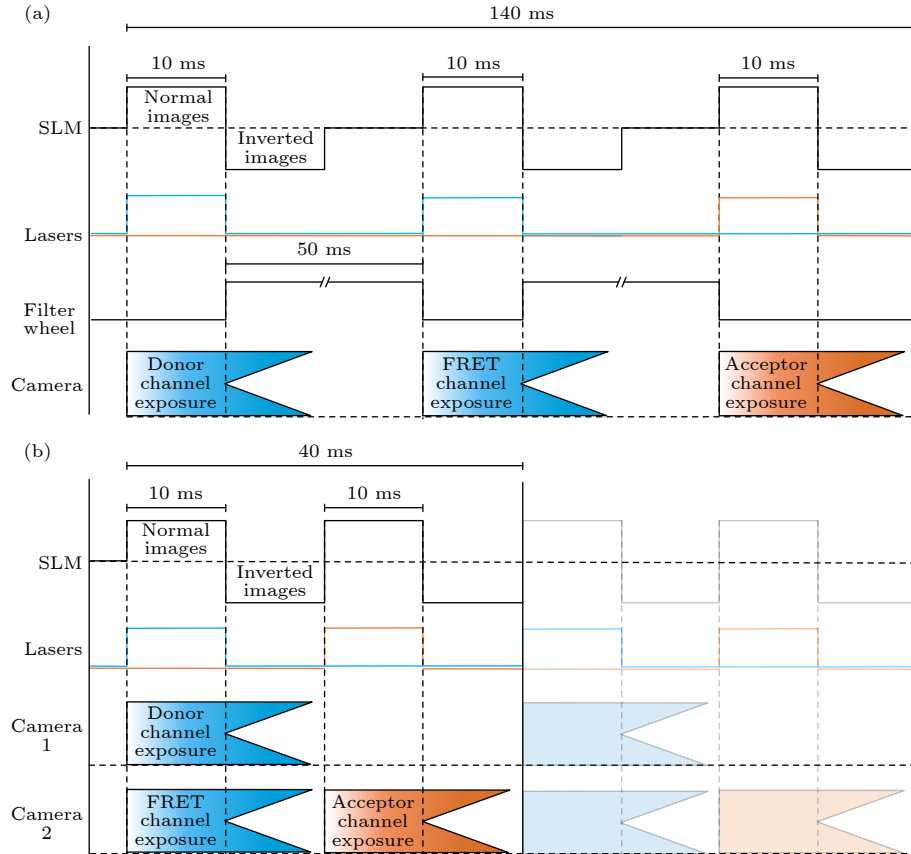 (a)
140 ms
10 ms
10 ms
10 ms
Normal
images
SLM
Inverted
images
Lasers
50 ms
Filter
wheel
Camera
Donor
channel
exposure
FRET
channel
exposure
Acceptor
channel
exposure
(b)
40 ms
10 ms
10 ms
Normal
images
SLM
Inverted
images
Lasers
Camera
1
Donor
channel
exposure
Camera
2
FRET
channel
exposure
Acceptor
channel
exposure